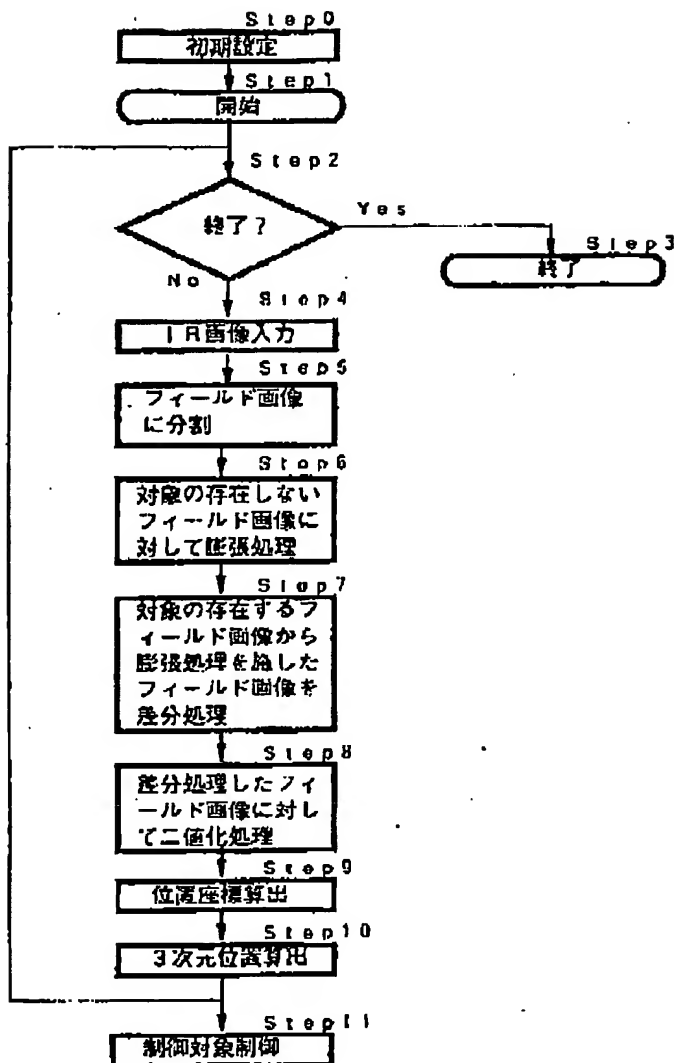 Step0
初期設定
Step1
開始
Step2
終了?
Yes
Step3
終了
No
Step4
IR画像入力
Step5
フィールド画像
に分割
Step6
対象の存在しない
フィールド画像に
対して膨張処理
Step7
対象の存在するフ
ィールド画像から
膨張処理を施した
フィールド画像を
差分処理
Step8
差分処理したフィ
ールド画像に対し
て二値化処理
Step9
位置座標算出
Step10
3次元位置算出
Step11
制御対象制御